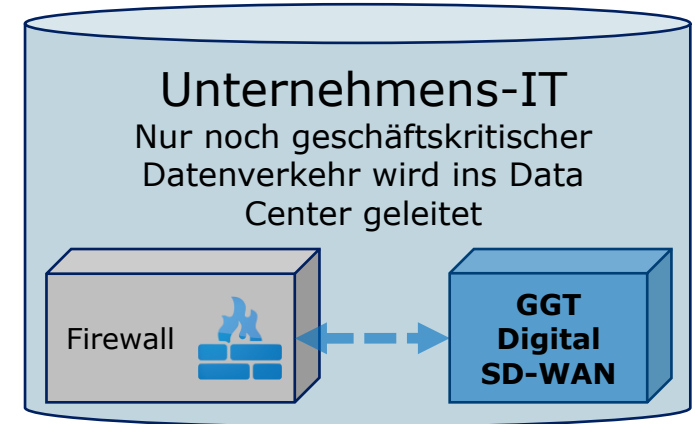 Unternehmens-IT
Nur noch geschäftskritischer
Datenverkehr wird ins Data
Center geleitet
Firewall
GGT
Digital
SD-WAN